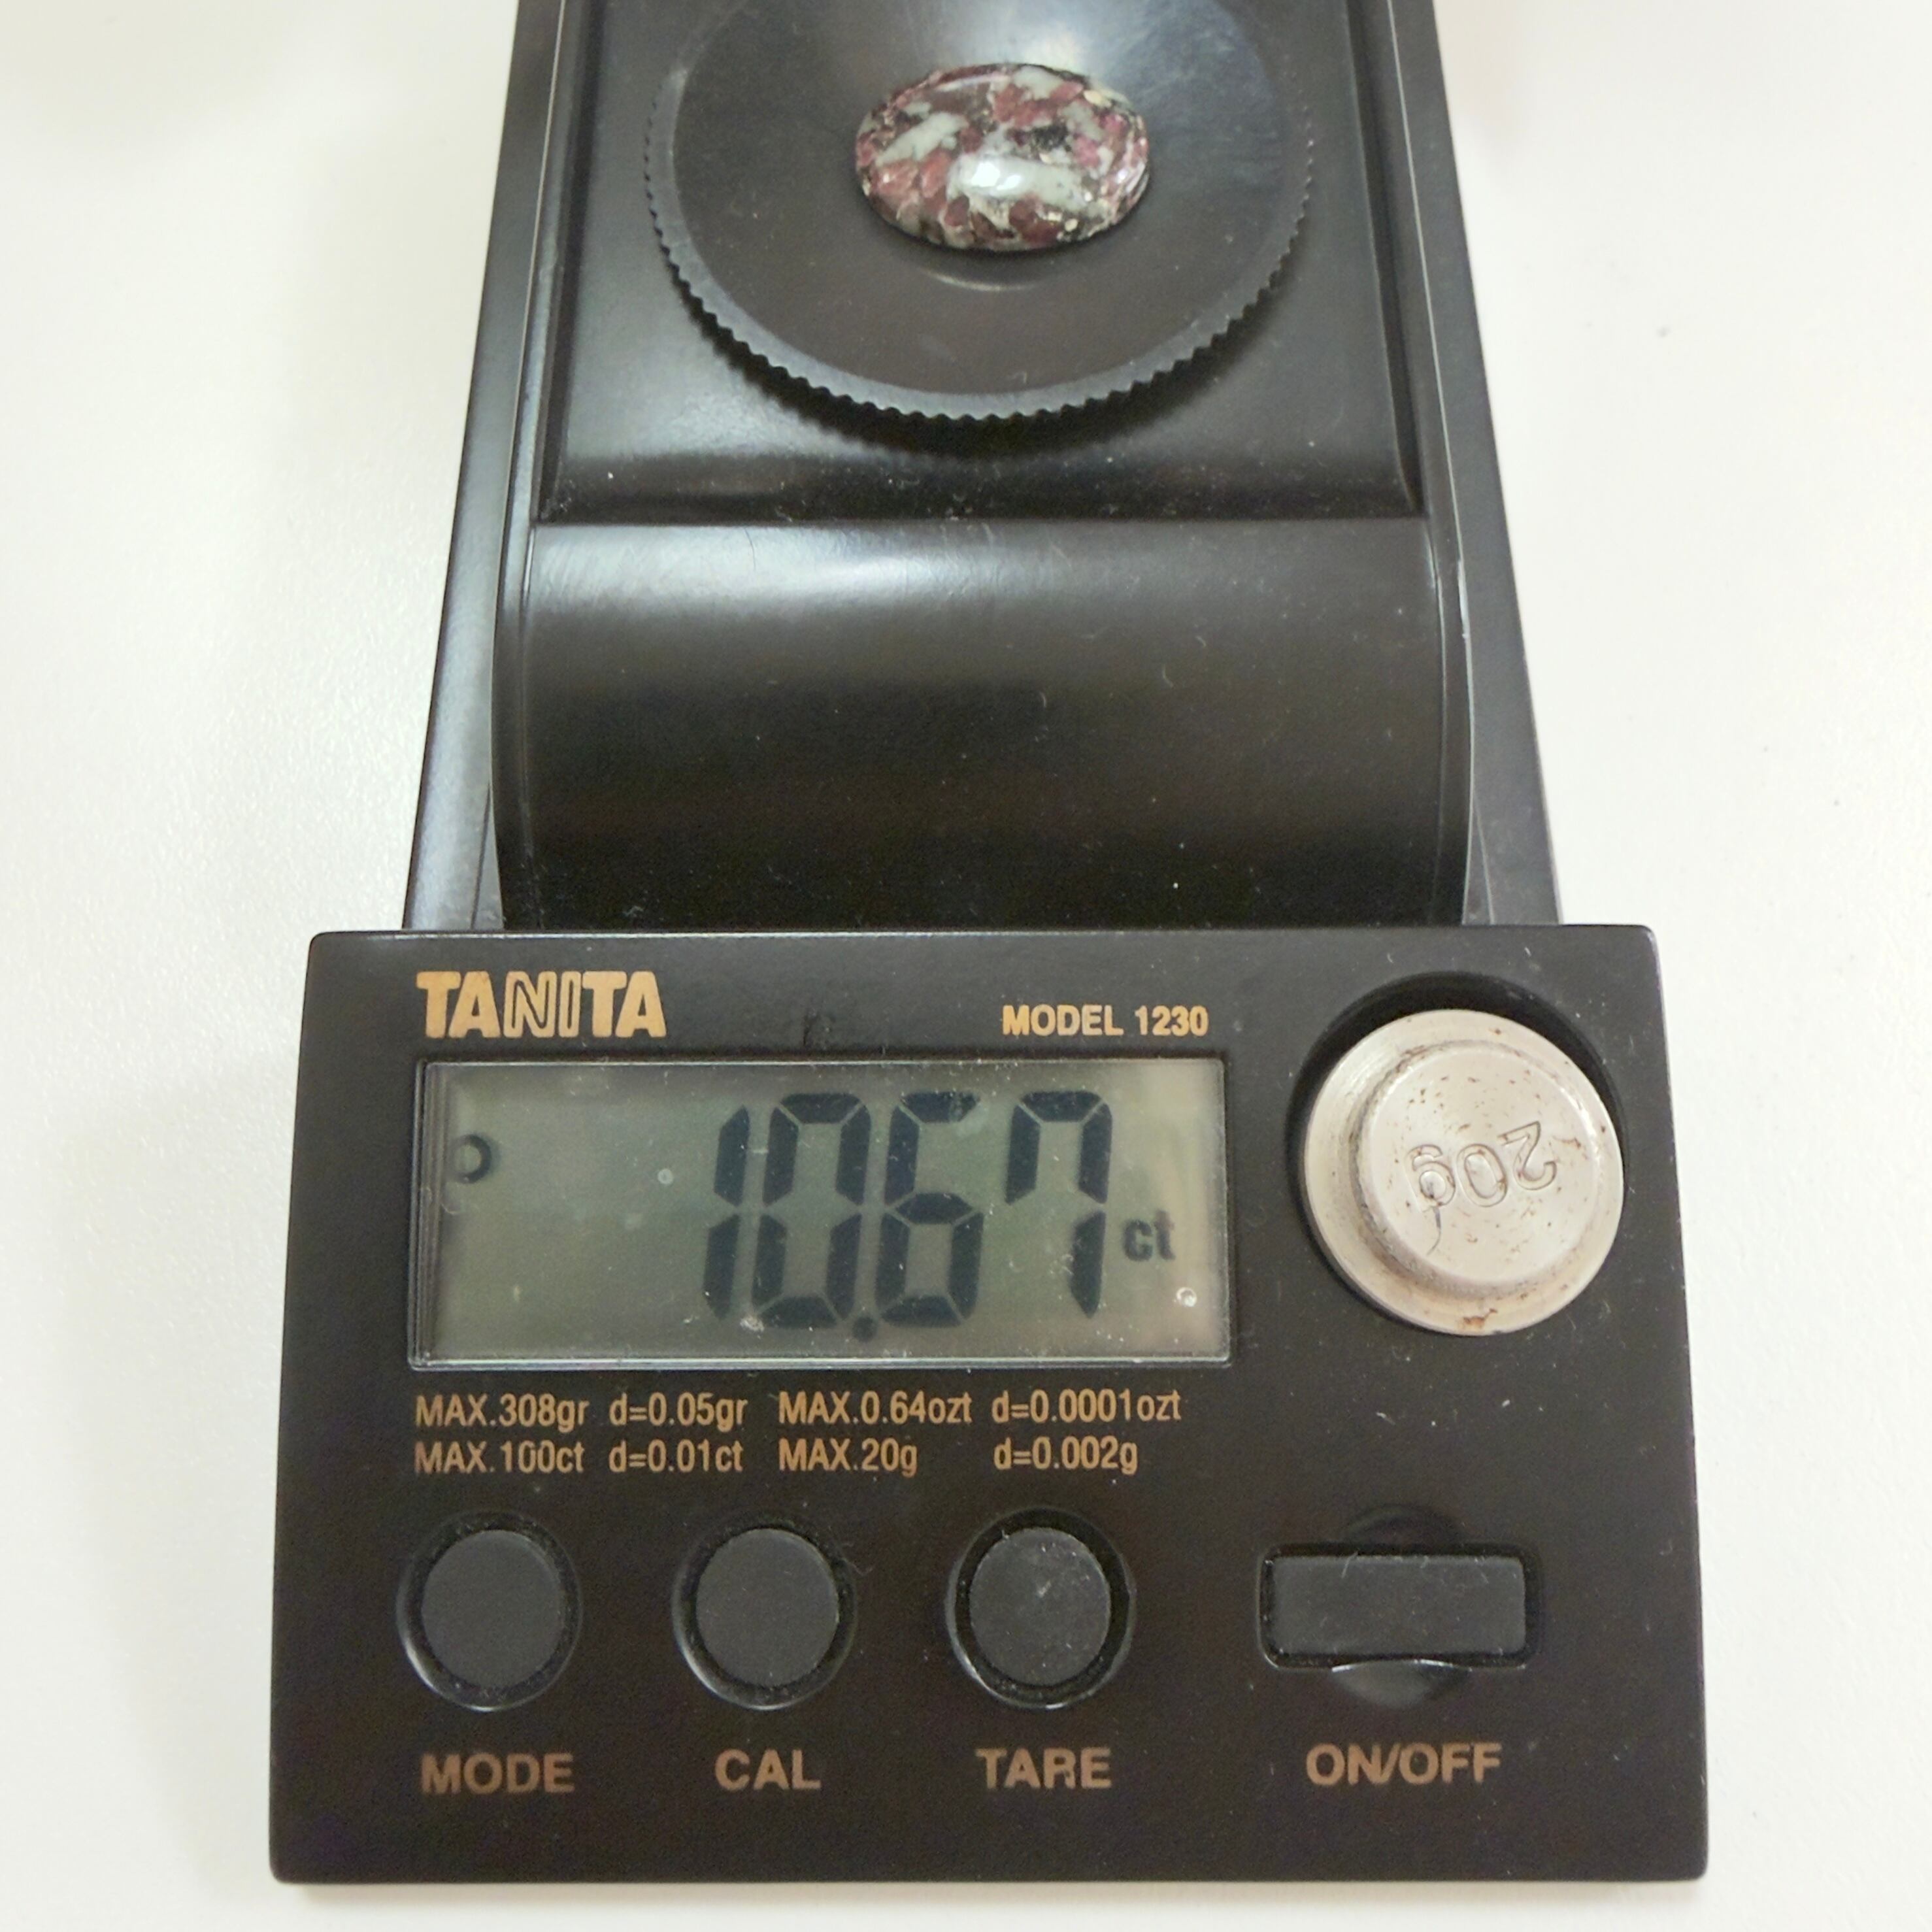 TANITA
MODEL 1230
10.67 ct
20g
MAX.308gr d=0.05gr MAX.0.64ozt d=0.0001ozt
MAX.100ct d=0.01ct MAX.20g d=0.002g
MODE CAL TARE ON/OFF